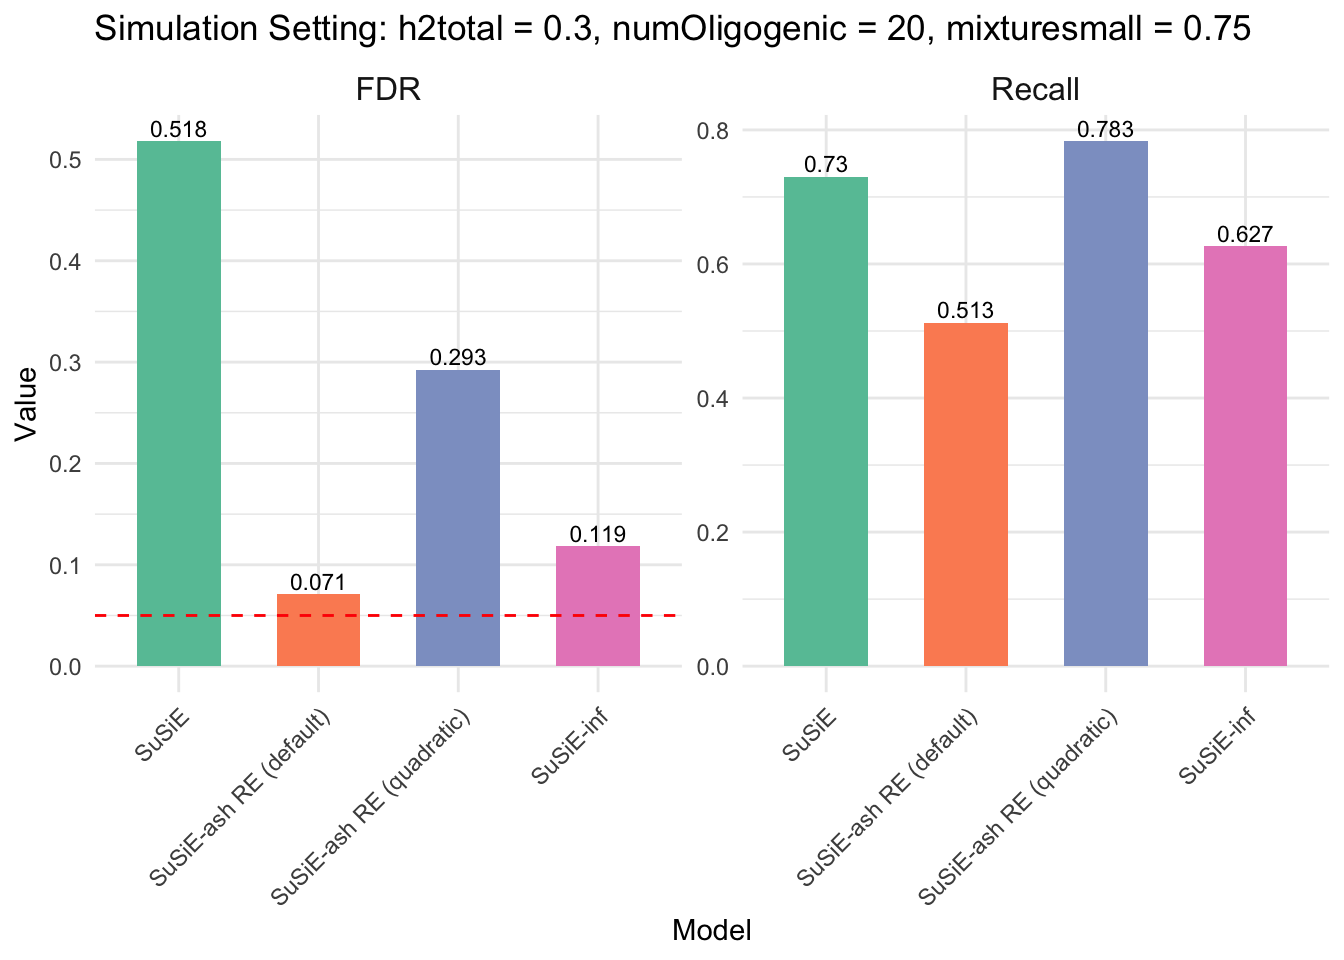 Simulation Setting: h2total = 0.3, numOligogenic = 20, mixturesmall = 0.75
FDR
Recall
Value
0.5
0.4
0.3
0.2
0.1
0.0
0.518
0.071
0.293
0.119
SuSiE
SuSiE-ash RE (default)
SuSiE-ash RE (quadratic)
SuSiE-inf
0.8
0.6
0.4
0.2
0.0
0.73
0.513
0.783
0.627
SuSiE
SuSiE-ash RE (default)
SuSiE-ash RE (quadratic)
SuSiE-inf
Model